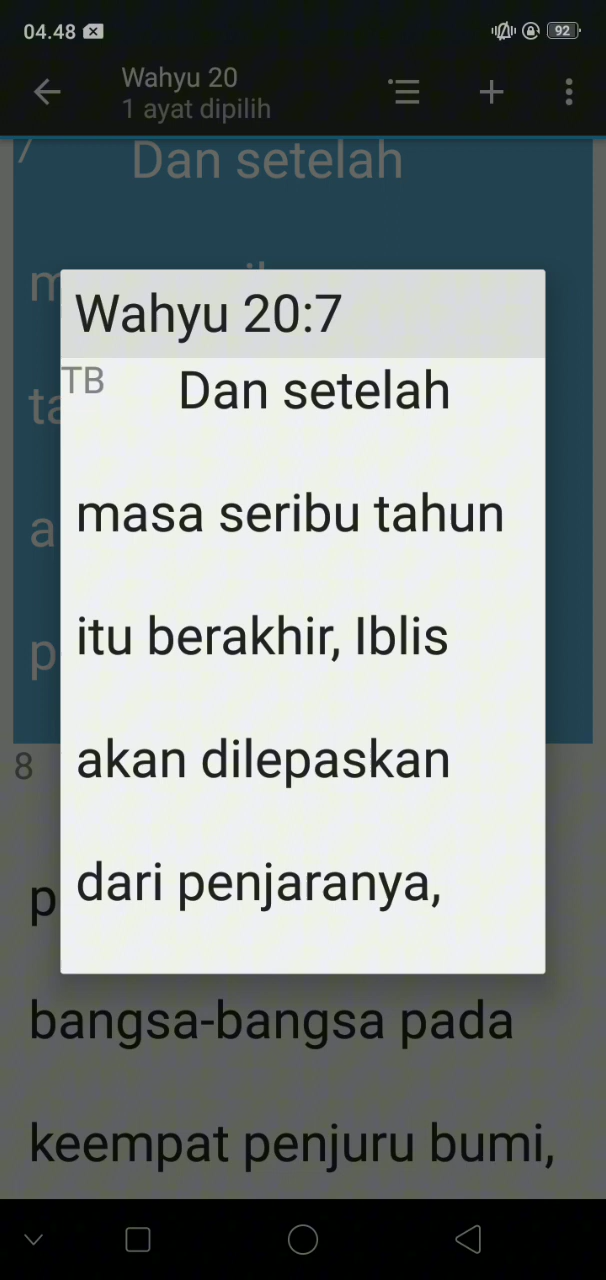 04.48
92
Wahyu 20
1 ayat dipilih
7 Dan setelah
Wahyu 20:7
TB Dan setelah
masa seribu tahun
itu berakhir, Iblis
akan dilepaskan
dari penjaranya,
8
bangsa-bangsa pada
keempat penjuru bumi,